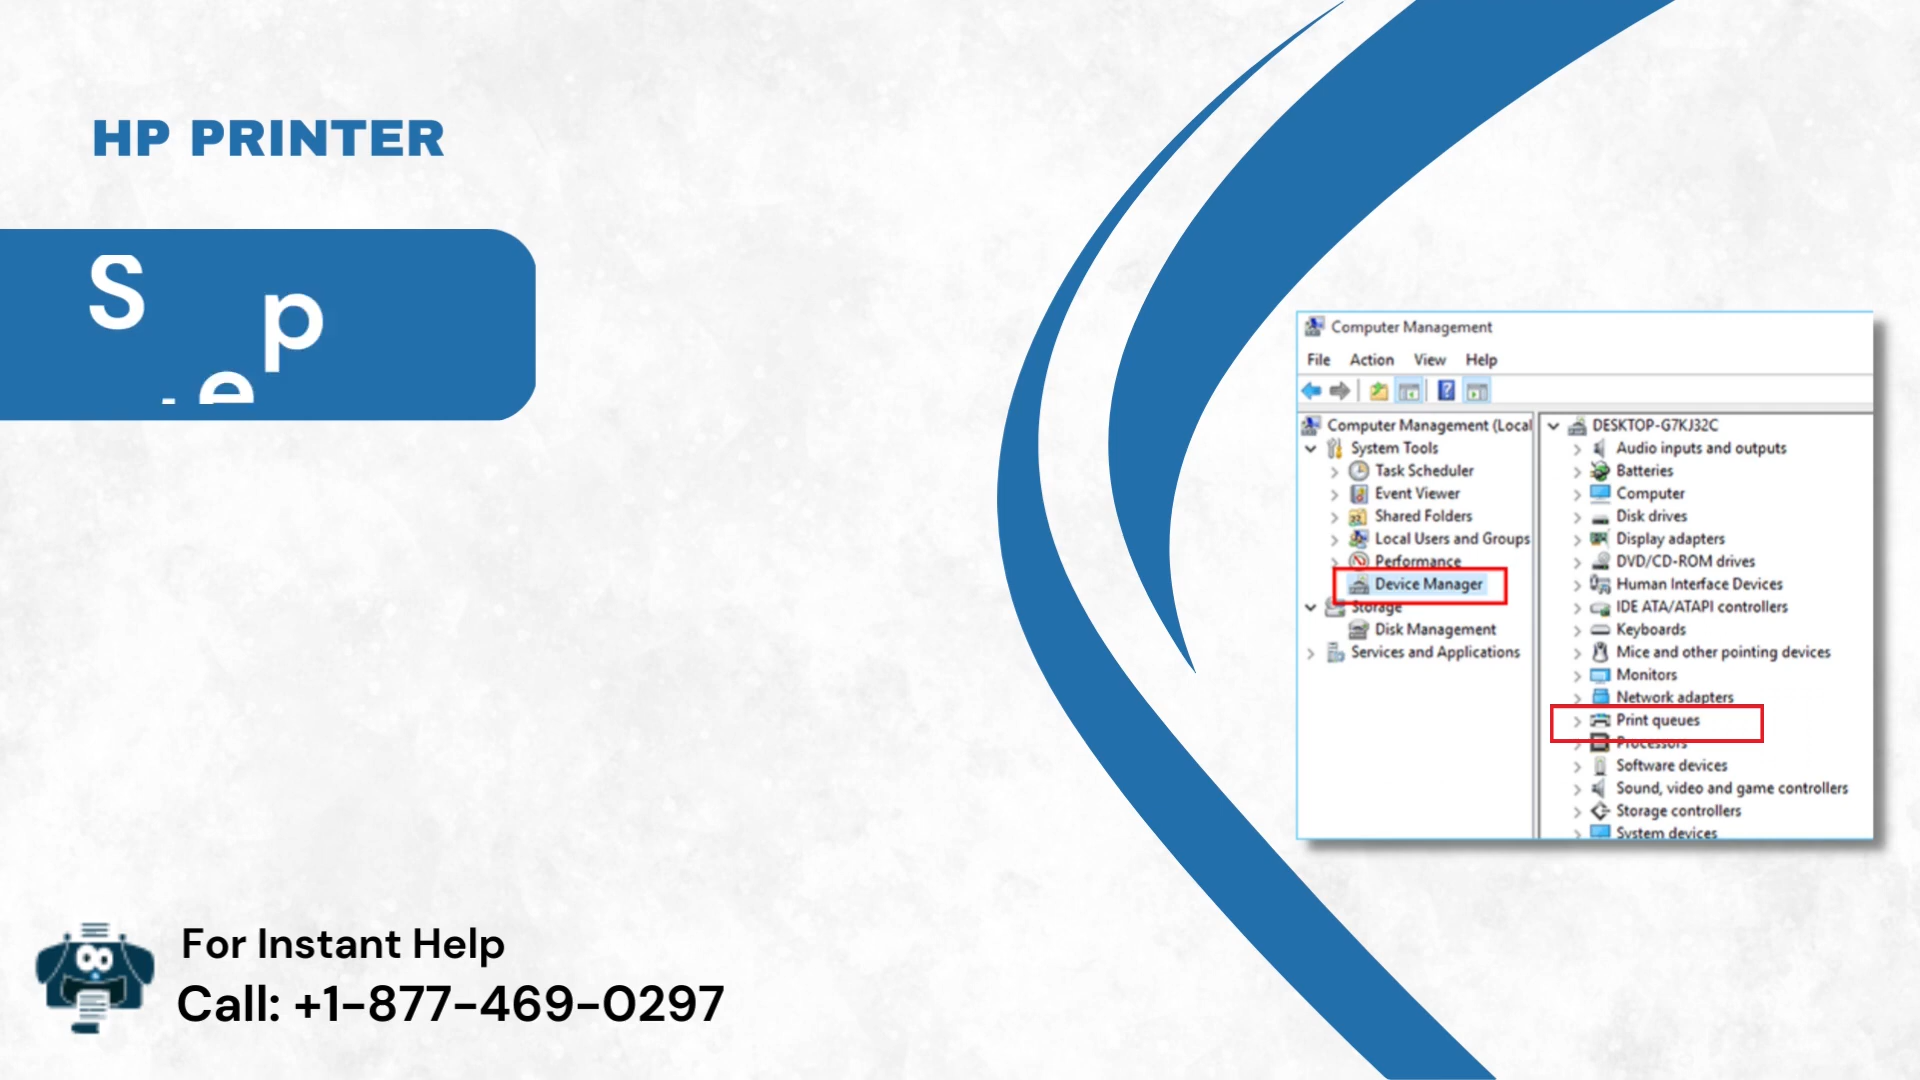 HP PRINTER
S
e
p
For Instant Help
Call: +1-877-469-0297
Computer Management
File Action View Help
Computer Management (Local
System Tools
Task Scheduler
Event Viewer
Shared Folders
Local Users and Groups
Performance
Device Manager
Storage
Disk Management
Services and Applications
DESKTOP-G7KJ32C
Audio inputs and outputs
Batteries
Computer
Disk drives
Display adapters
DVD/CD-ROM drives
Human Interface Devices
IDE ATA/ATAPI controllers
Keyboards
Mice and other pointing devices
Monitors
Network adapters
Print queues
Processors
Software devices
Sound, video and game controllers
Storage controllers
System devices